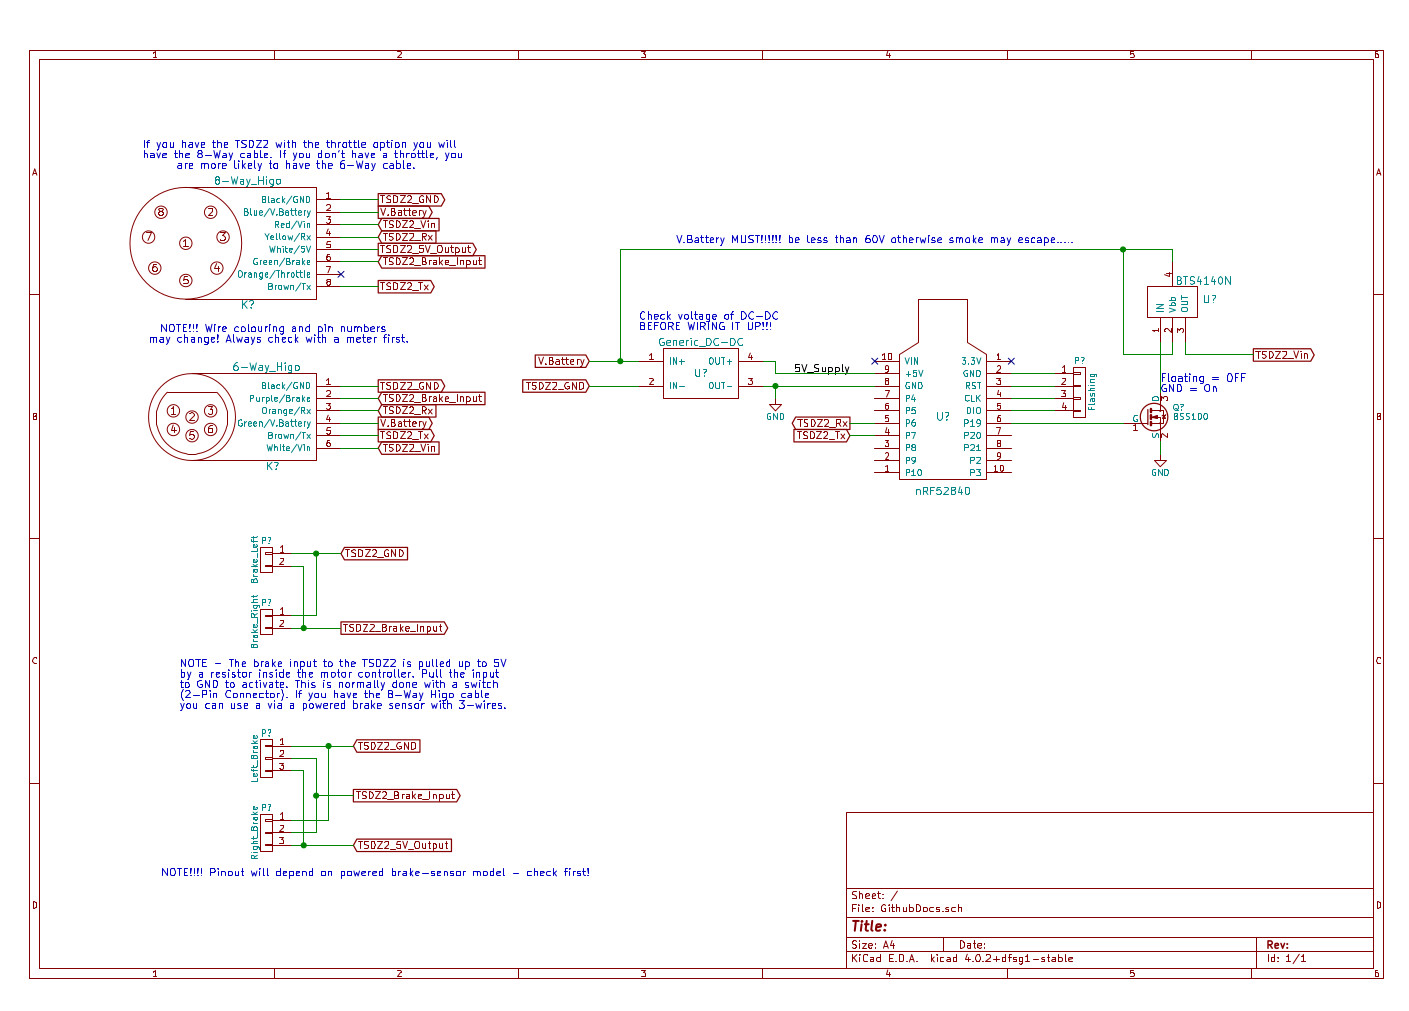 1 2 3 4 5 6
A
B
C
D
If you have the TSDZ2 with the throttle option you will
have the 8-Way cable. If you don't have a throttle, you
are more likely to have the 6-Way cable.
8-Way_Higo
8 2
7 3
1
6 4
5
Black/GND 1 TSDZ2_GND
Blue/V.Battery 2 V.Battery
Red/Vin 3 TSDZ2_Vin
Yellow/Rx 4 TSDZ2_Rx
White/5V 5 TSDZ2_5V_Output
Green/Brake 6 TSDZ2_Brake_Input
Orange/Throttle 7
Brown/Tx 8 TSDZ2_Tx
K?
NOTE!!! Wire colouring and pin numbers
may change! Always check with a meter first.
6-Way_Higo
1 2 3
4 5 6
Black/GND 1 TSDZ2_GND
Purple/Brake 2 TSDZ2_Brake_Input
Orange/Rx 3 TSDZ2_Rx
Green/V.Battery 4 V.Battery
Brown/Tx 5 TSDZ2_Tx
White/Vin 6 TSDZ2_Vin
K?
V.Battery MUST!!!!!! be less than 60V otherwise smoke may escape.....
Check voltage of DC-DC
BEFORE WIRING IT UP!!!
Generic_DC-DC
V.Battery 1 IN+ OUT+ 4
U?
TSDZ2_GND 2 IN- OUT- 3
5V_Supply
GND
TSDZ2_Rx
TSDZ2_Tx
10 VIN 3.3V 1
9 +5V GND 2
8 GND RST 3
7 P4 CLK 4
6 P5 DIO 5
5 P6 P19 6
4 P7 P20 7
3 P8 P21 8
2 P9 P2 9
1 P10 P3 10
U?
nRF52840
P?
1
2
3
4
Flashing
4
BTS4140N
U?
IN Vbb OUT
1 2 3
TSDZ2_Vin
Floating = OFF
GND = On
D 3
G 1
S 2
Q?
BSS100
GND
P?
Brake_Left
1 TSDZ2_GND
2
P?
Brake_Right
1
2 TSDZ2_Brake_Input
NOTE - The brake input to the TSDZ2 is pulled up to 5V
by a resistor inside the motor controller. Pull the input
to GND to activate. This is normally done with a switch
(2-Pin Connector). If you have the 8-Way Higo cable
you can use a via a powered brake sensor with 3-wires.
P?
Left_Brake
1 TSDZ2_GND
2
3
TSDZ2_Brake_Input
P?
Right_Brake
1
2
3 TSDZ2_5V_Output
NOTE!!!! Pinout will depend on powered brake-sensor model - check first!
Sheet: /
File: GithubDocs.sch
Title:
Size: A4 Date: Rev:
KiCad E.D.A. kicad 4.0.2+dfsg1-stable Id: 1/1
A
B
C
D
1 2 3 4 5 6